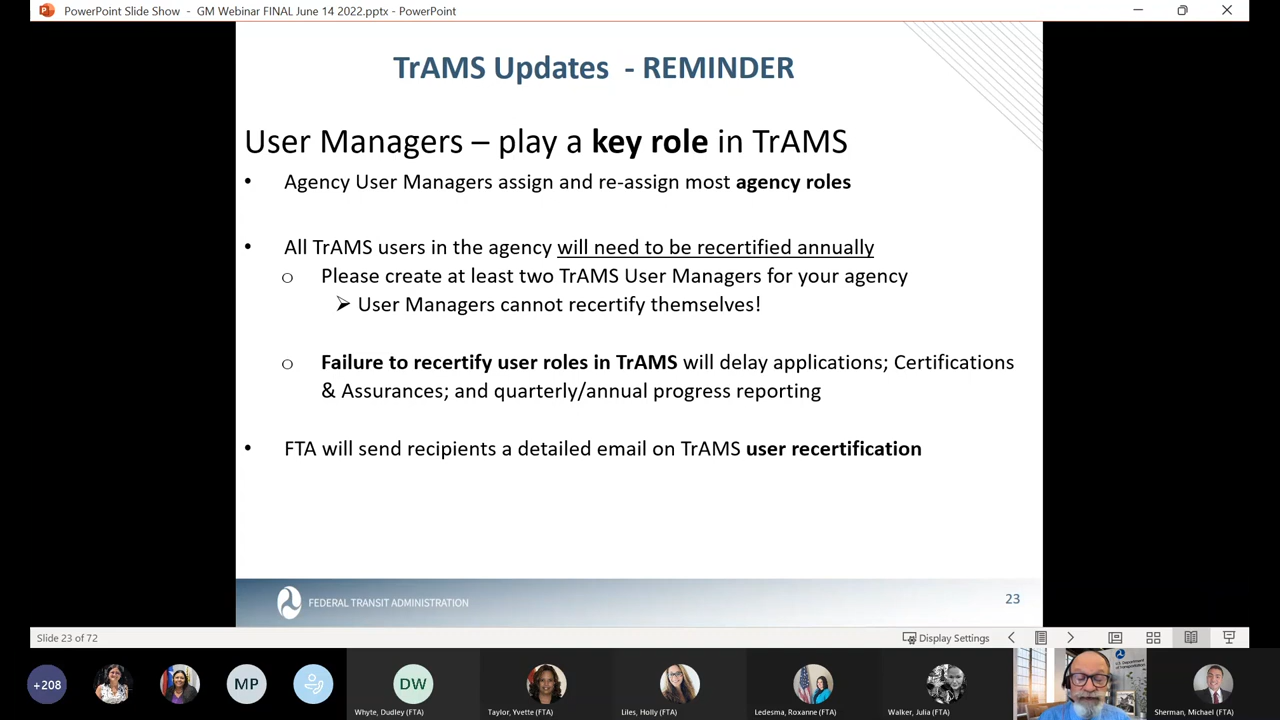 PowerPoint Slide Show - GM Webinar FINAL June 14 2022.pptx - PowerPoint
TrAMS Updates - REMINDER
User Managers – play a key role in TrAMS
• Agency User Managers assign and re-assign most agency roles
• All TrAMS users in the agency will need to be recertified annually
o Please create at least two TrAMS User Managers for your agency
➢ User Managers cannot recertify themselves!
o Failure to recertify user roles in TrAMS will delay applications; Certifications
& Assurances; and quarterly/annual progress reporting
• FTA will send recipients a detailed email on TrAMS user recertification
FEDERAL TRANSIT ADMINISTRATION
23
Slide 23 of 72
Display Settings
+208
MP
DW
U.S. Department of
Whyte, Dudley (FTA)
Taylor, Yvette (FTA)
Liles, Holly (FTA)
Ledesma, Roxanne (FTA)
Walker, Julia (FTA)
Sherman, Michael (FTA)